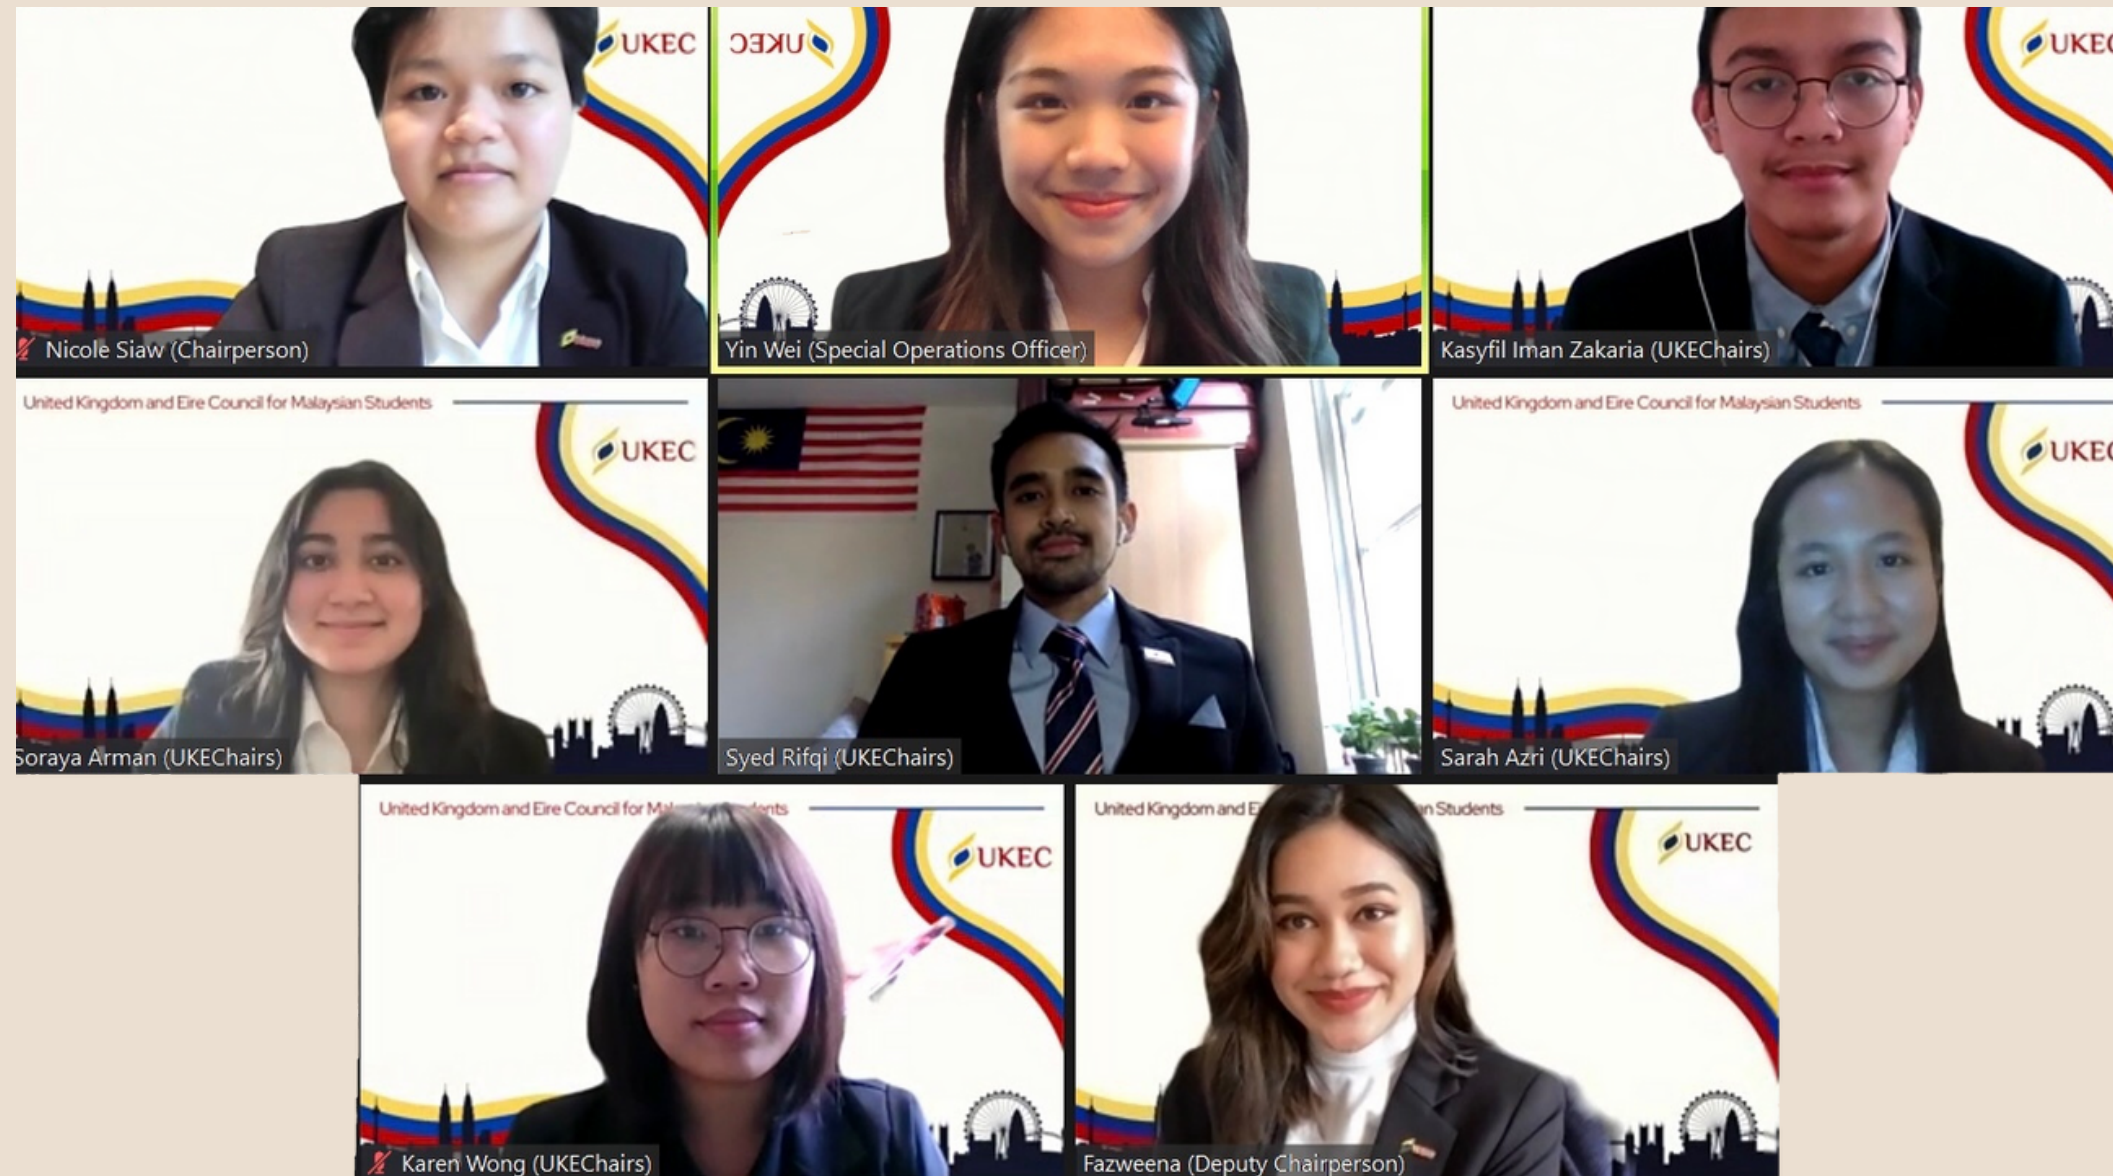 UKEC
UKEC
UKEC
Nicole Siaw (Chairperson)
Yin Wei (Special Operations Officer)
Kasyfil Iman Zakaria (UKEChairs)
United Kingdom and Eire Council for Malaysian Students
United Kingdom and Eire Council for Malaysian Students
UKEC
UKEC
Soraya Arman (UKEChairs)
Syed Rifqi (UKEChairs)
Sarah Azri (UKEChairs)
United Kingdom and Eire Council for
United Kingdom and Students
UKEC
UKEC
Karen Wong (UKEChairs)
Fazweena (Deputy Chairperson)